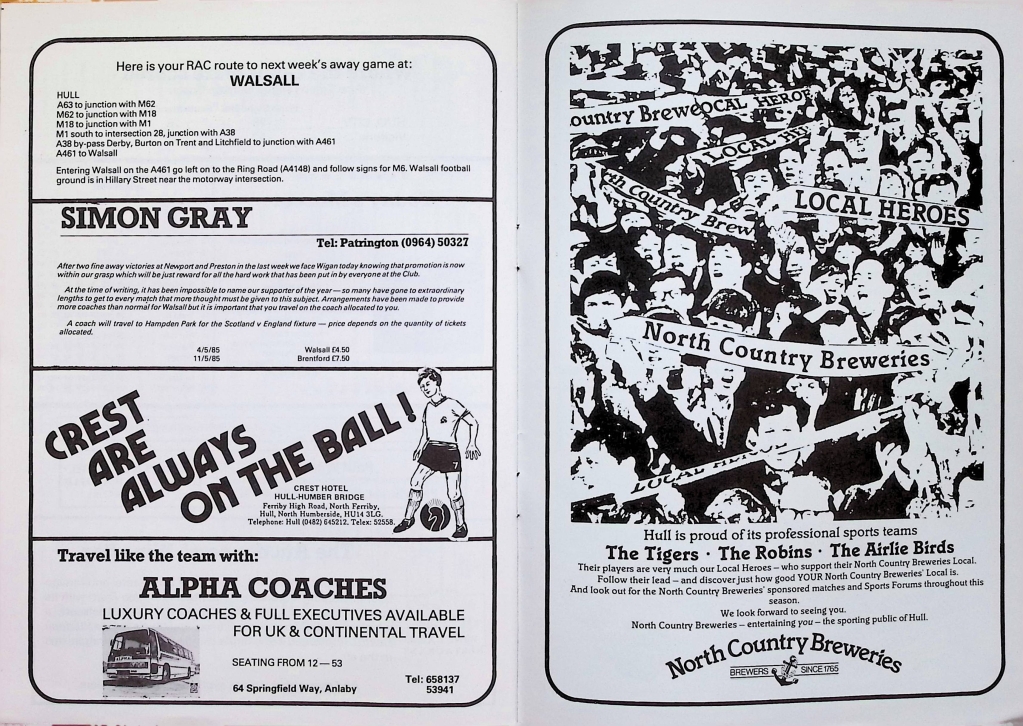 Here is your RAC route to next week's away game at:
WALSALL
HULL
A63 to junction with M62
M62 to junction with M18
M18 to junction with M1
M1 south to intersection 28, junction with A38
A38 by-pass Derby, Burton on Trent and Litchfield to junction with A461
A461 to Walsall
Entering Walsall on the A461 go left on to the Ring Road (A4148) and follow signs for M6. Walsall football
ground is in Hillary Street near the motorway intersection.
SIMON GRAY
Tel: Patrington (0964) 50327
After two fine away victories at Newport and Preston in the last week we face Wigan today knowing that promotion is now
within our grasp which will be just reward for all the hard work that has been put in by everyone at the Club.
At the time of writing, it has been impossible to name our supporter of the year — so many have gone to extraordinary
lengths to get to every match that more thought must be given to this subject. Arrangements have been made to provide
more coaches than normal for Walsall but it is important that you travel on the coach allocated to you.
A coach will travel to Hampden Park for the Scotland v England fixture — price depends on the quantity of tickets
allocated.
4/5/85 Walsall £4.50
11/5/85 Brentford £7.50
CREST
ARE
ALWAYS
ON THE BALL!
7
CREST HOTEL
HULL-HUMBER BRIDGE
Ferriby High Road, North Ferriby,
Hull, North Humberside, HU14 3LG.
Telephone: Hull (0482) 645212. Telex: 52558.
Travel like the team with:
ALPHA COACHES
LUXURY COACHES & FULL EXECUTIVES AVAILABLE
FOR UK & CONTINENTAL TRAVEL
ALPHA
SEATING FROM 12 — 53
64 Springfield Way, Anlaby
Tel: 658137
53941
ountry Brewe OCAL HEROE
LOCAL HE
th Country Brew
LOCAL HEROES
North Country Breweries
LOCAL HE
Hull is proud of its professional sports teams
The Tigers · The Robins · The Airlie Birds
Their players are very much our Local Heroes – who support their North Country Breweries Local.
Follow their lead – and discover just how good YOUR North Country Breweries' Local is.
And look out for the North Country Breweries' sponsored matches and Sports Forums throughout this
season.
We look forward to seeing you.
North Country Breweries – entertaining you – the sporting public of Hull.
North Country Breweries
BREWERS SINCE 1765